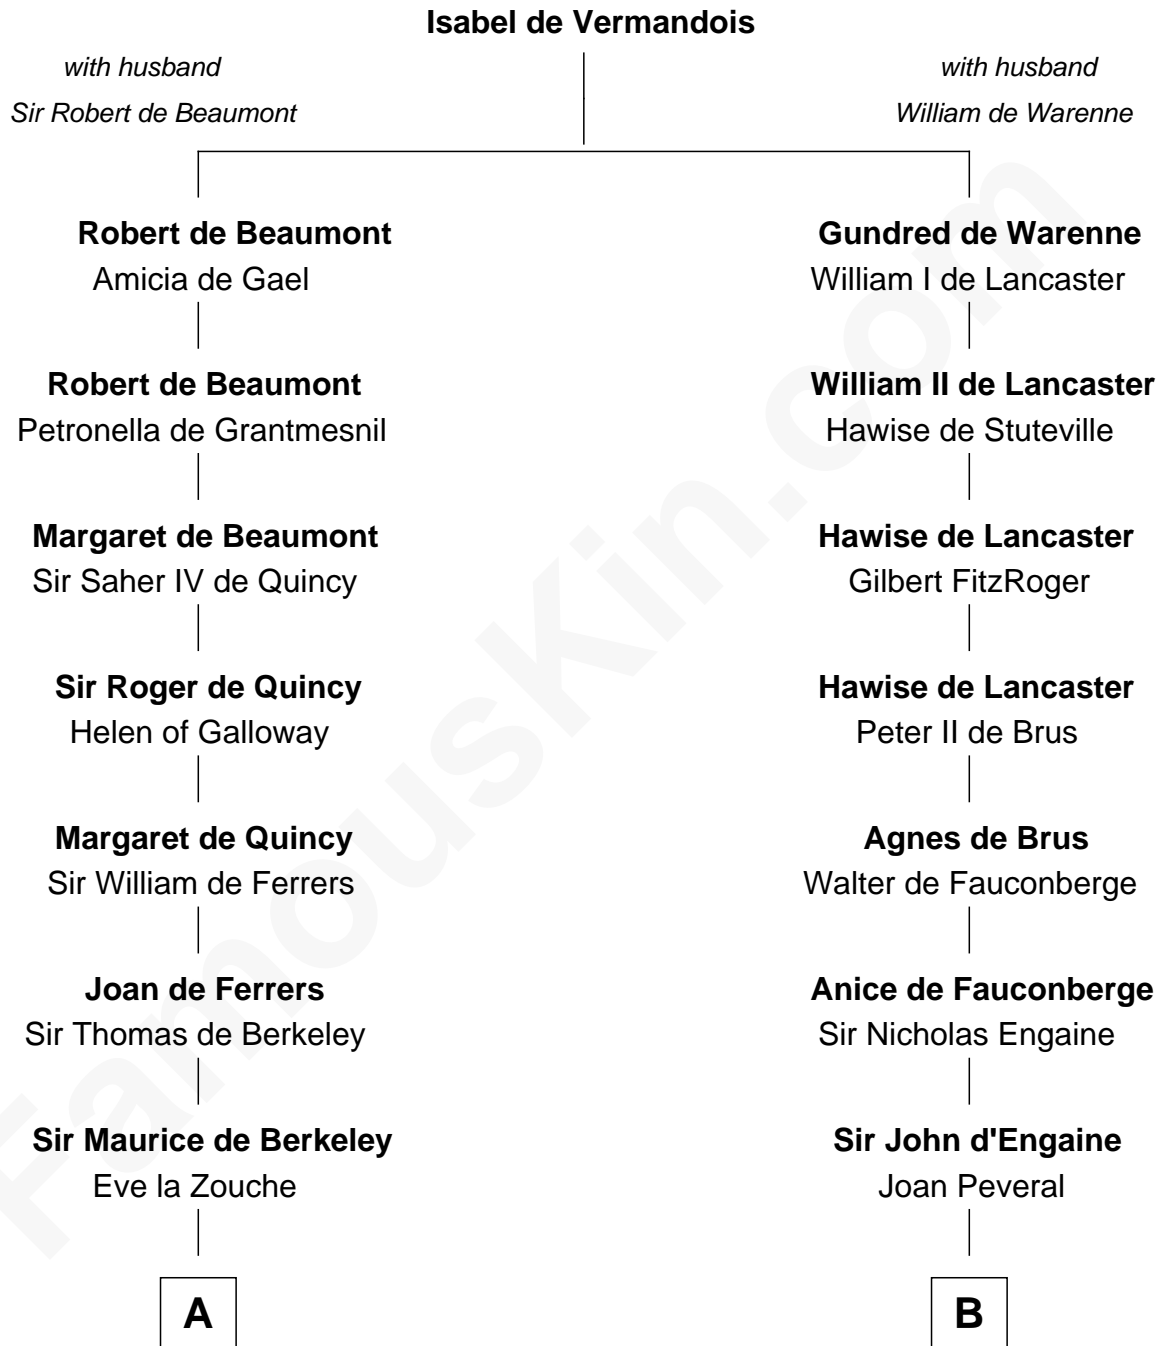 Isabel de Vermandois
with husband
Sir Robert de Beaumont
with husband
William de Warenne
Robert de Beaumont
Amicia de Gael
Gundred de Warenne
William I de Lancaster
Robert de Beaumont
Petronella de Grantmesnil
William II de Lancaster
Hawise de Stuteville
Margaret de Beaumont
Sir Saher IV de Quincy
Hawise de Lancaster
Gilbert FitzRoger
Sir Roger de Quincy
Helen of Galloway
Hawise de Lancaster
Peter II de Brus
Margaret de Quincy
Sir William de Ferrers
Agnes de Brus
Walter de Fauconberge
Joan de Ferrers
Sir Thomas de Berkeley
Anice de Fauconberge
Sir Nicholas Engaine
Sir Maurice de Berkeley
Eve la Zouche
Sir John d'Engaine
Joan Peveral
A
B
FamousKin.com